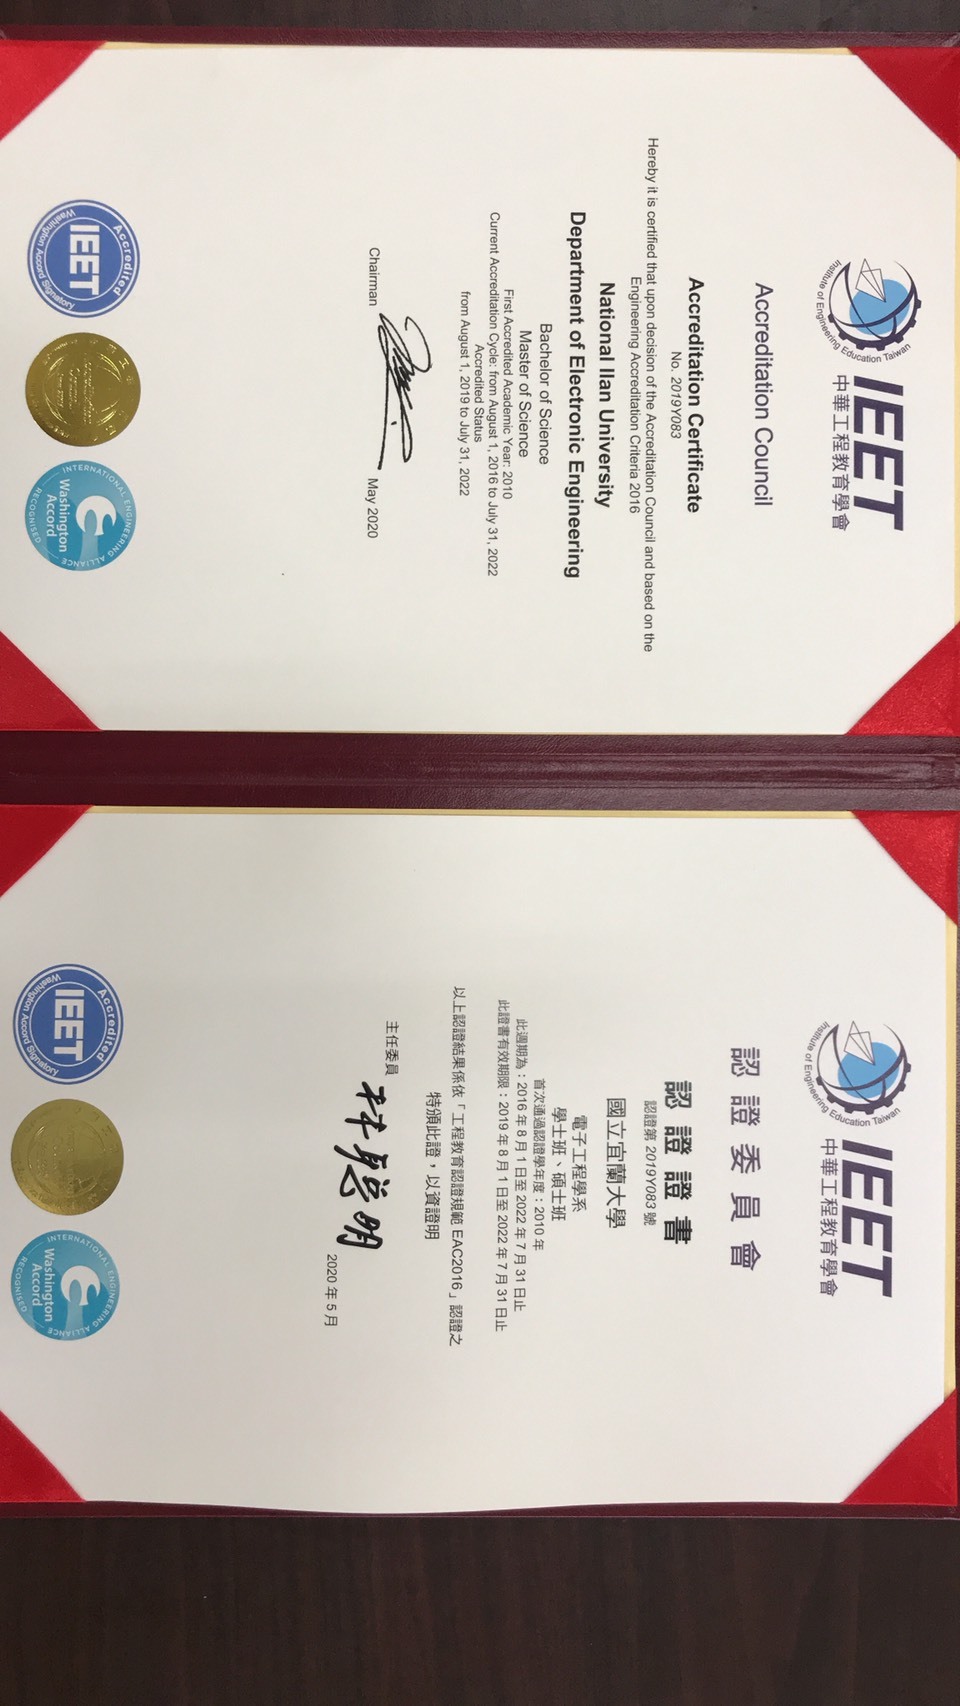 Institute of Engineering Education Taiwan
IEET
中華工程教育學會
Accreditation Council
Accreditation Certificate
No. 2019Y083
Hereby it is certified that upon decision of the Accreditation Council and based on the
Engineering Accreditation Criteria 2016
National Ilan University
Department of Electronic Engineering
Bachelor of Science
Master of Science
First Accredited Academic Year: 2010
Current Accreditation Cycle: from August 1, 2016 to July 31, 2022
Accredited Status
from August 1, 2019 to July 31, 2022
Chairman
May 2020
Accredited
IEET
Washington Accord Signatory
INTERNATIONAL ENGINEERING ALLIANCE
Washington
Accord
RECOGNISED
Institute of Engineering Education Taiwan
IEET
中華工程教育學會
認證委員會
認證證書
認證第 2019Y083 號
國立宜蘭大學
電子工程學系
學士班、碩士班
首次通過認證學年度：2010 年
此週期為：2016 年 8 月 1 日至 2022 年 7 月 31 日止
此證書有效期限：2019 年 8 月 1 日至 2022 年 7 月 31 日止
以上認證結果係依「工程教育認證規範 EAC2016」認證之
特頒此證，以資證明
主任委員
2020 年 5 月
Accredited
IEET
Washington Accord Signatory
INTERNATIONAL ENGINEERING ALLIANCE
Washington
Accord
RECOGNISED